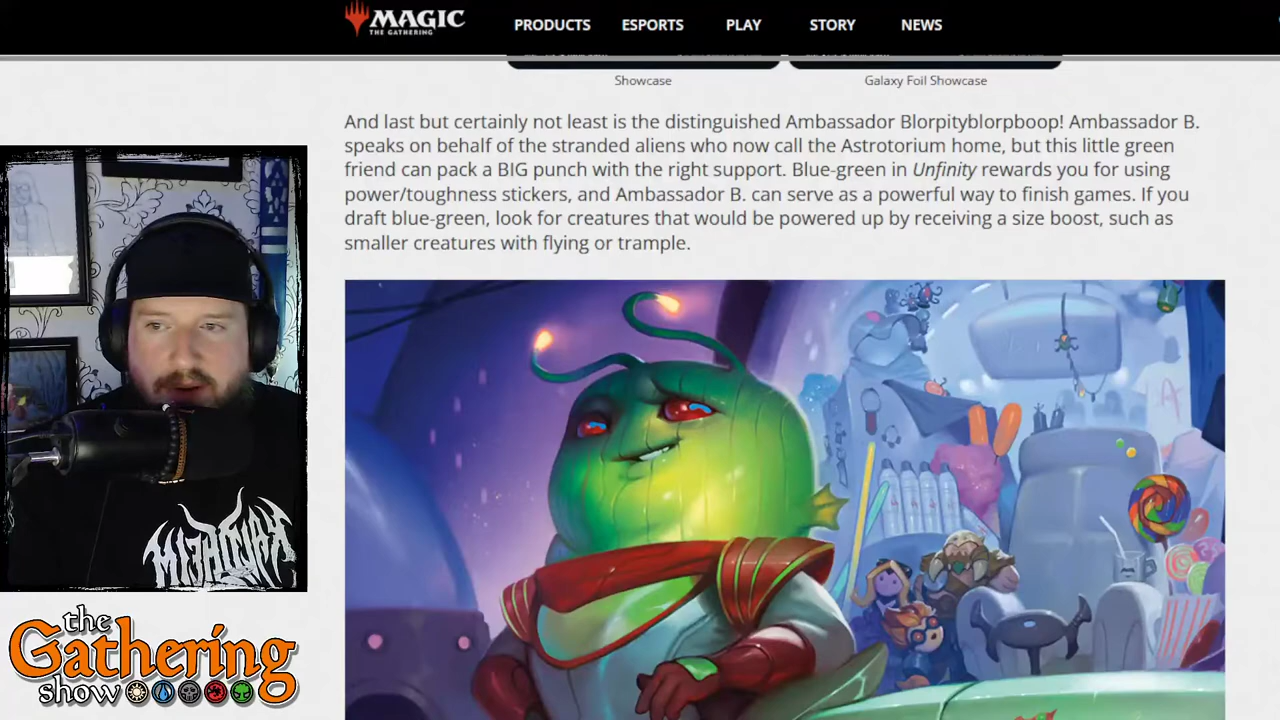 MAGIC
THE GATHERING
PRODUCTS ESPORTS PLAY STORY NEWS
Showcase
Galaxy Foil Showcase
And last but certainly not least is the distinguished Ambassador Blorpityblorpboop! Ambassador B.
speaks on behalf of the stranded aliens who now call the Astrotorium home, but this little green
friend can pack a BIG punch with the right support. Blue-green in Unfinity rewards you for using
power/toughness stickers, and Ambassador B. can serve as a powerful way to finish games. If you
draft blue-green, look for creatures that would be powered up by receiving a size boost, such as
smaller creatures with flying or trample.
the
Gathering
show